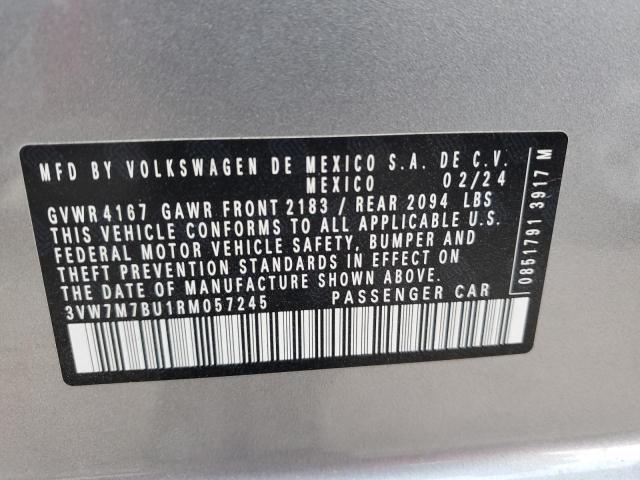 MFD BY VOLKSWAGEN DE MEXICO S.A. DE C.V.
MEXICO 02/24
GVWR 4167 GAWR FRONT 2183 / REAR 2094 LBS
THIS VEHICLE CONFORMS TO ALL APPLICABLE U.S.
FEDERAL MOTOR VEHICLE SAFETY, BUMPER AND
THEFT PREVENTION STANDARDS IN EFFECT ON
THE DATE OF MANUFACTURE SHOWN ABOVE.
3VW7M7BU1RM057245 PASSENGER CAR
0851791 3917 M